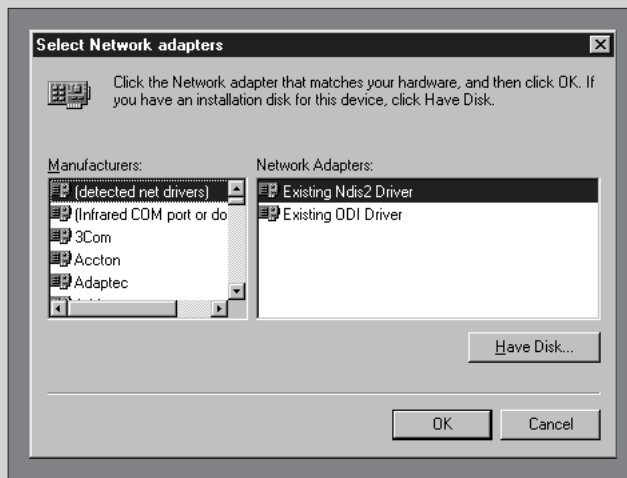 Select Network adapters
Click the Network adapter that matches your hardware, and then click OK. If
you have an installation disk for this device, click Have Disk.
Manufacturers:
(detected net drivers)
(Infrared COM port or do
3Com
Accton
Adaptec
Network Adapters:
Existing Ndis2 Driver
Existing ODI Driver
Have Disk...
OK
Cancel